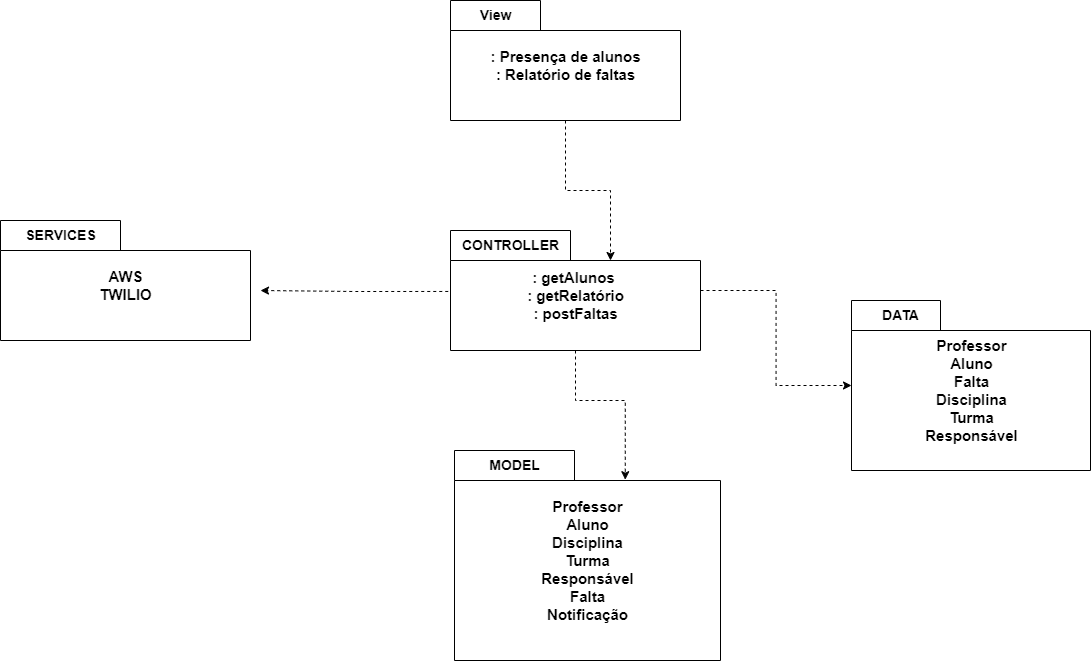 View
: Presença de alunos
: Relatório de faltas
SERVICES
AWS
TWILIO
CONTROLLER
: getAlunos
: getRelatório
: postFaltas
DATA
Professor
Aluno
Falta
Disciplina
Turma
Responsável
MODEL
Professor
Aluno
Disciplina
Turma
Responsável
Falta
Notificação